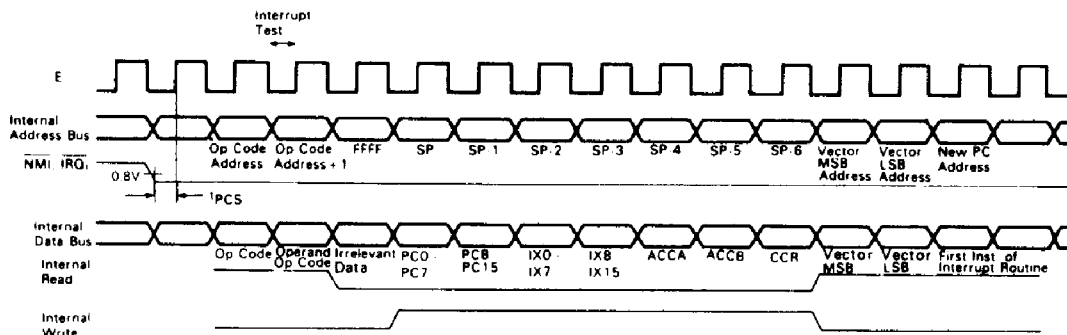 Interrupt
Test
E
Internal
Address Bus
Op Code
Address
Op Code
Address + 1
FFFF
SP
SP-1
SP-2
SP-3
SP-4
SP-5
SP-6
Vector
MSB
Address
Vector
LSB
Address
New PC
Address
NMI, IRQ1
0.8V
tPCS
Internal
Data Bus
Op Code
Operand
Op Code
Irrelevant
Data
PC0-
PC7
PC8
PC15
IX0-
IX7
IX8
IX15
ACCA
ACCB
CCR
Vector
MSB
Vector
LSB
First Inst of
Interrupt Routine
Internal
Read
Internal
Write